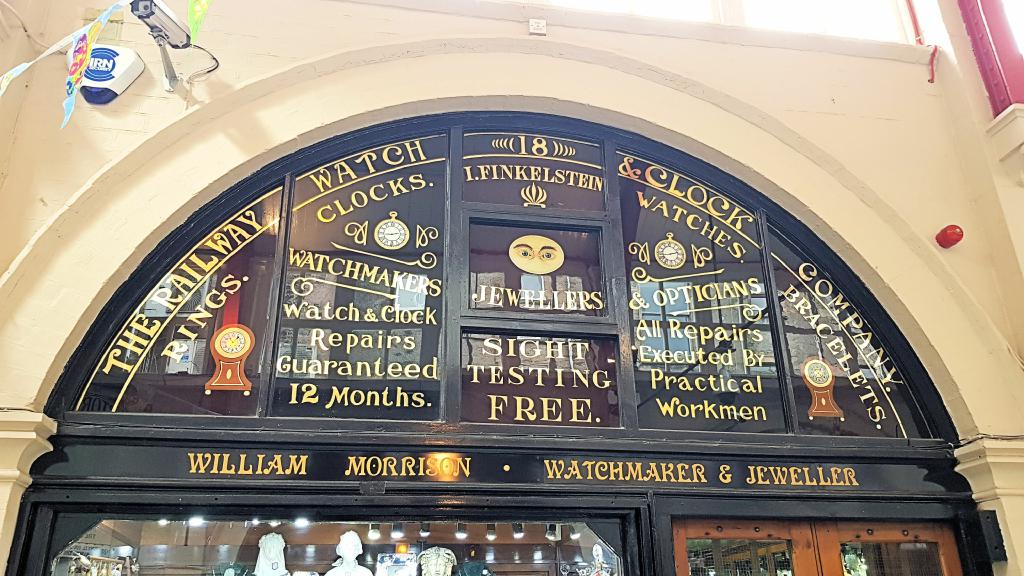 IRN
THE RAILWAY WATCH & CLOCK COMPANY
RINGS. CLOCKS. WATCHES. BRACELETS.
18
I. FINKELSTEIN
WATCHMAKERS JEWELLERS & OPTICIANS
Watch & Clock
Repairs
Guaranteed
12 Months.
SIGHT
TESTING
FREE.
All Repairs
Executed By
Practical
Workmen
WILLIAM MORRISON · WATCHMAKER & JEWELLER